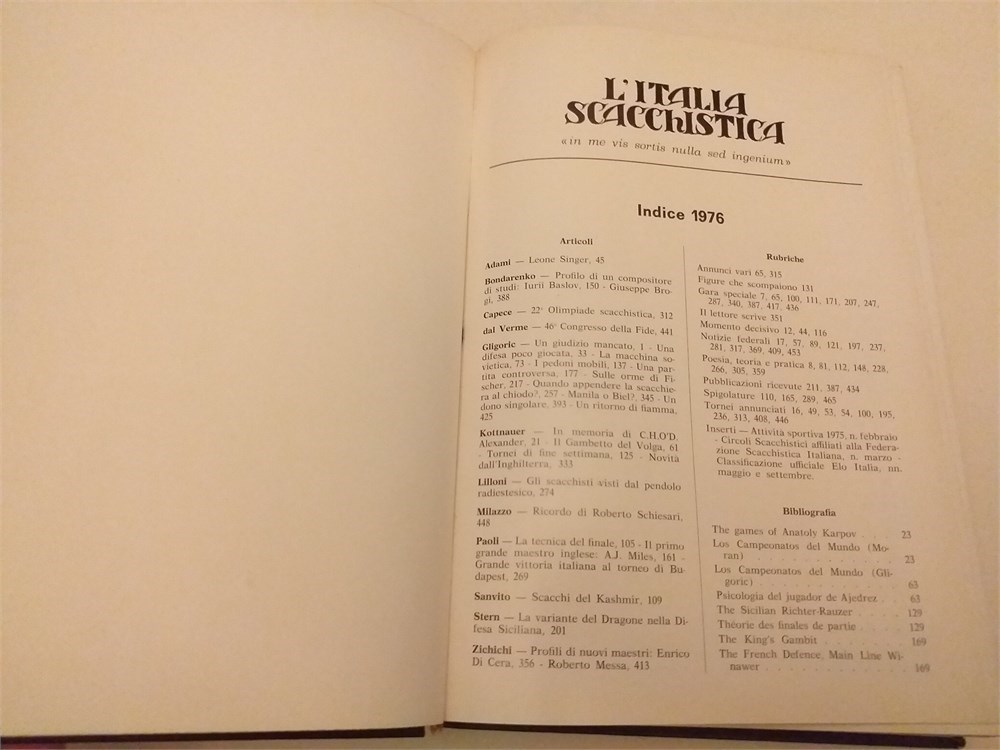 L'ITALIA
SCACCHISTICA
«in me vis sortis nulla sed ingenium»
Indice 1976
Articoli
Adami — Leone Singer, 45
Bondarenko — Profilo di un compositore
di studi: Iurii Baslov, 150 - Giuseppe Bro-
gi, 388
Capece — 22ª Olimpiade scacchistica, 312
dal Verme — 46º Congresso della Fide, 441
Gligoric — Un giudizio mancato, 1 - Una
difesa poco giocata, 33 - La macchina so-
vietica, 73 - I pedoni mobili, 137 - Una par-
tita controversa, 177 - Sulle orme di Fi-
scher, 217 - Quando appendere la scacchie-
ra al chiodo?, 257 - Manila o Biel?, 345 - Un
dono singolare, 393 - Un ritorno di fiamma,
425
Kottnauer — In memoria di C.H.O'D.
Alexander, 21 - Il Gambetto del Volga, 61
- Tornei di fine settimana, 125 - Novità
dall'Inghilterra, 333
Lilloni — Gli scacchisti visti dal pendolo
radiestesico, 274
Milazzo — Ricordo di Roberto Schiesari,
448
Paoli — La tecnica del finale, 105 - Il primo
grande maestro inglese: A.J. Miles, 161 -
Grande vittoria italiana al torneo di Bu-
dapest, 269
Sanvito — Scacchi del Kashmir, 109
Stern — La variante del Dragone nella Di-
fesa Siciliana, 201
Zichichi — Profili di nuovi maestri: Enrico
Di Cera, 356 - Roberto Messa, 413
Rubriche
Annunci vari 65, 315
Figure che scompaiono 131
Gara speciale 7, 65, 100, 111, 171, 207, 247,
287, 340, 387, 417, 436
Il lettore scrive 351
Momento decisivo 12, 44, 116
Notizie federali 17, 57, 89, 121, 197, 237,
281, 317, 369, 409, 453
Poesia, teoria e pratica 8, 81, 112, 148, 228,
266, 305, 359
Pubblicazioni ricevute 211, 387, 434
Spigolature 110, 165, 289, 465
Tornei annunciati 16, 49, 53, 54, 100, 195,
236, 313, 408, 446
Inserti — Attività sportiva 1975, n. febbraio
- Circoli Scacchistici affiliati alla Federa-
zione Scacchistica Italiana, n. marzo -
Classificazione ufficiale Elo Italia, nn.
maggio e settembre.
Bibliografia
The games of Anatoly Karpov . . . 23
Los Campeonatos del Mundo (Mo-
ran) . . . . . . . . . . . 23
Los Campeonatos del Mundo (Gli-
goric) . . . . . . . . . . 63
Psicologia del jugador de Ajedrez . . 63
The Sicilian Richter-Rauzer . . . . 129
Théorie des finales de partie . . . . 129
The King's Gambit . . . . . . 169
The French Defence, Main Line Wi-
nawer . . . . . . . . . . 169